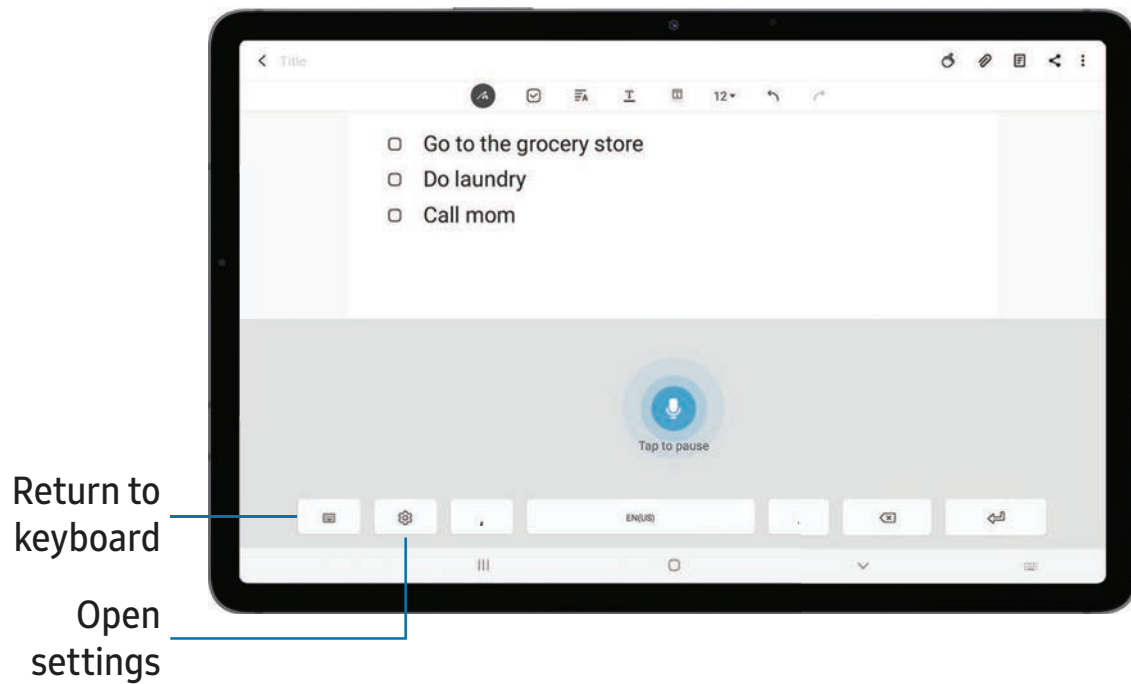 Title
12
Go to the grocery store
Do laundry
Call mom
Tap to pause
Return to
keyboard
, EN(US) .
Open
settings